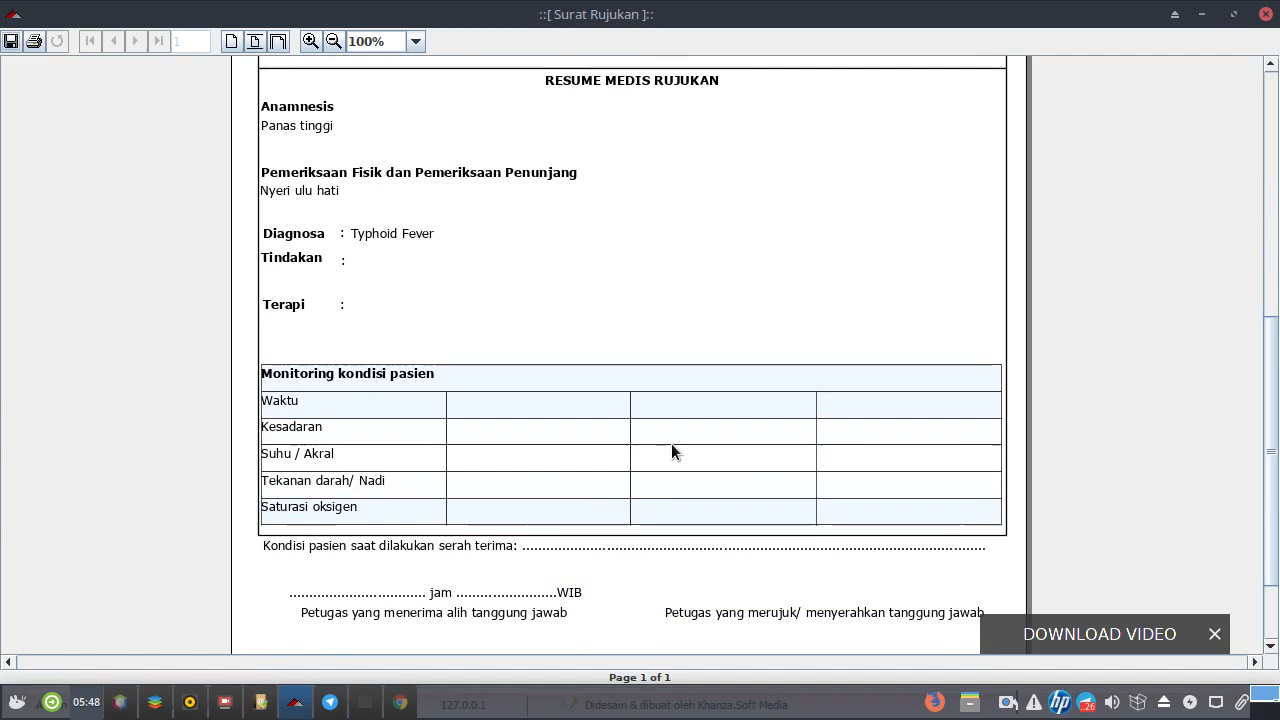 ::[ Surat Rujukan ]::
1
100%
RESUME MEDIS RUJUKAN
Anamnesis
Panas tinggi
Pemeriksaan Fisik dan Pemeriksaan Penunjang
Nyeri ulu hati
Diagnosa : Typhoid Fever
Tindakan :
Terapi :
Monitoring kondisi pasien
Waktu
Kesadaran
Suhu / Akral
Tekanan darah/ Nadi
Saturasi oksigen
Kondisi pasien saat dilakukan serah terima: ................................................................................................................
................................. jam ........................WIB
Petugas yang menerima alih tanggung jawab Petugas yang merujuk/ menyerahkan tanggung jawab
DOWNLOAD VIDEO
Page 1 of 1
05:48
127.0.0.1
Didesain & dibuat oleh Khanza.Soft Media
hp
26